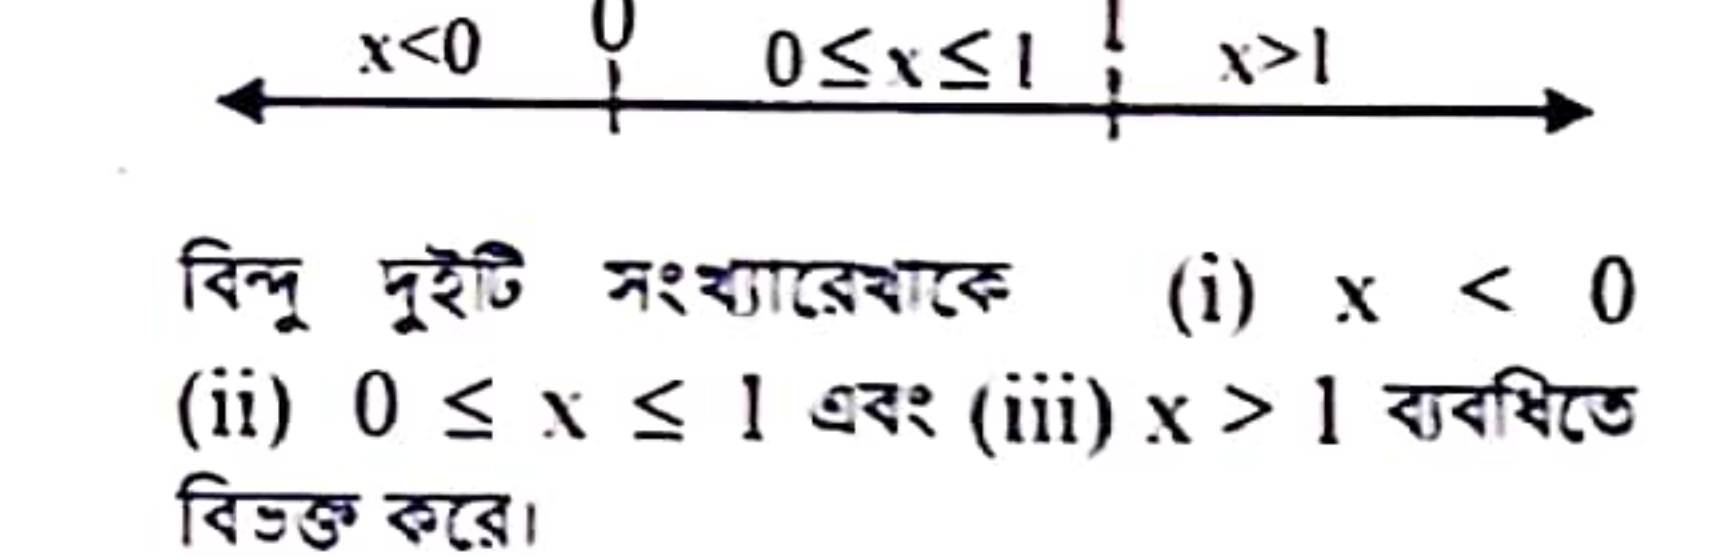 x<0 0 0≤x≤1 1 x>1
বিন্দু দুইটি সংখ্যারেখাকে (i) x < 0
(ii) 0 ≤ x ≤ 1 এবং (iii) x > 1 ব্যবধিতে
বিভক্ত করে।